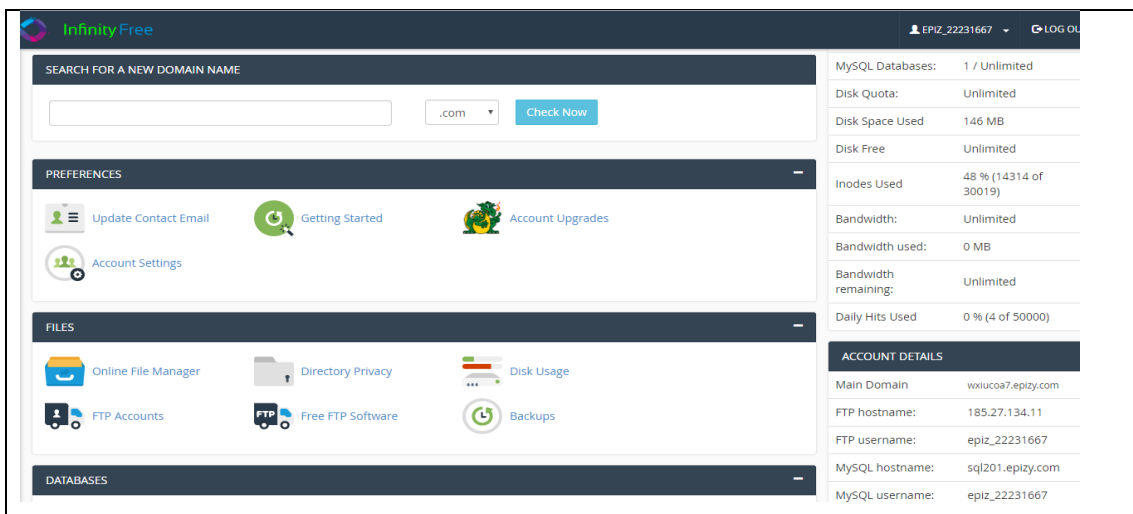 Infinity Free
EPIZ_22231667
LOG OU
SEARCH FOR A NEW DOMAIN NAME
.com
Check Now
PREFERENCES
Update Contact Email
Getting Started
Account Upgrades
Account Settings
FILES
Online File Manager
Directory Privacy
Disk Usage
FTP Accounts
FTP
Free FTP Software
Backups
DATABASES
MySQL Databases: 1 / Unlimited
Disk Quota: Unlimited
Disk Space Used 146 MB
Disk Free Unlimited
Inodes Used 48 % (14314 of
30019)
Bandwidth: Unlimited
Bandwidth used: 0 MB
Bandwidth
remaining: Unlimited
Daily Hits Used 0 % (4 of 50000)
ACCOUNT DETAILS
Main Domain wxiucoa7.epizy.com
FTP hostname: 185.27.134.11
FTP username: epiz_22231667
MySQL hostname: sql201.epizy.com
MySQL username: epiz_22231667